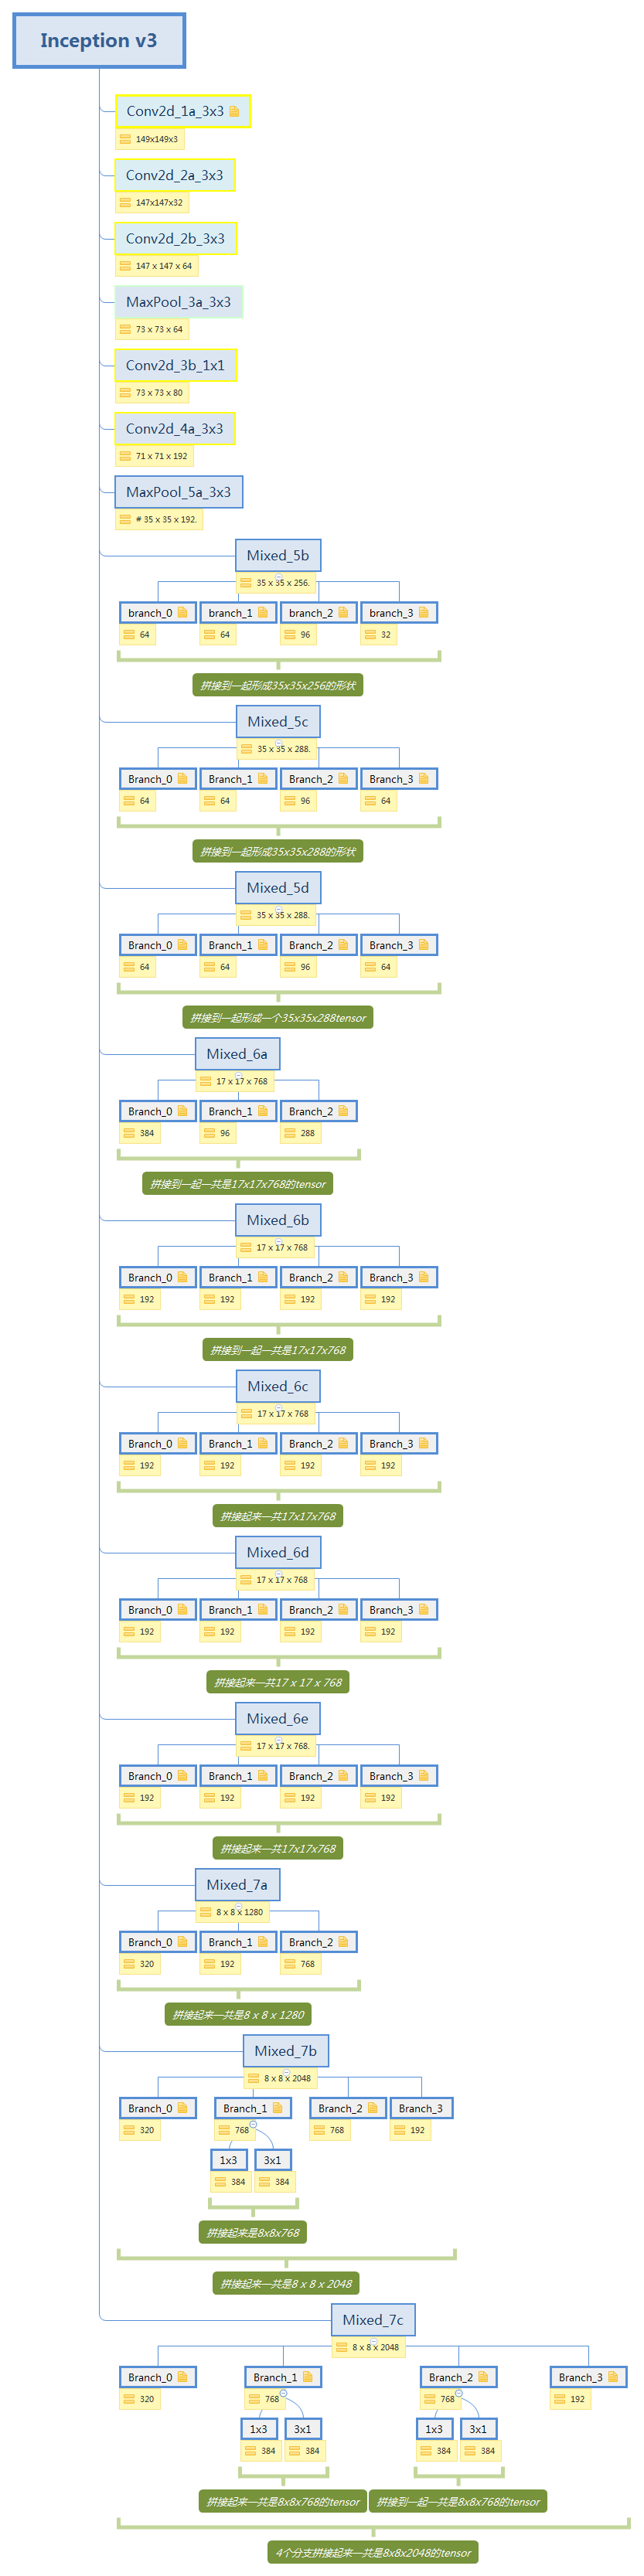 Inception v3
Conv2d_1a_3x3
149x149x3
Conv2d_2a_3x3
147x147x32
Conv2d_2b_3x3
147 x 147 x 64
MaxPool_3a_3x3
73 x 73 x 64
Conv2d_3b_1x1
73 x 73 x 80
Conv2d_4a_3x3
71 x 71 x 192
MaxPool_5a_3x3
# 35 x 35 x 192.
Mixed_5b
35 x 35 x 256.
branch_0 branch_1 branch_2 branch_3
64 64 96 32
拼接到一起形成35x35x256的形状
Mixed_5c
35 x 35 x 288.
Branch_0 Branch_1 Branch_2 Branch_3
64 64 96 64
拼接到一起形成35x35x288的形状
Mixed_5d
35 x 35 x 288.
Branch_0 Branch_1 Branch_2 Branch_3
64 64 96 64
拼接到一起形成一个35x35x288tensor
Mixed_6a
17 x 17 x 768
Branch_0 Branch_1 Branch_2
384 96 288
拼接到一起一共是17x17x768的tensor
Mixed_6b
17 x 17 x 768
Branch_0 Branch_1 Branch_2 Branch_3
192 192 192 192
拼接到一起一共是17x17x768
Mixed_6c
17 x 17 x 768
Branch_0 Branch_1 Branch_2 Branch_3
192 192 192 192
拼接起来一共17x17x768
Mixed_6d
17 x 17 x 768
Branch_0 Branch_1 Branch_2 Branch_3
192 192 192 192
拼接起来一共17 x 17 x 768
Mixed_6e
17 x 17 x 768.
Branch_0 Branch_1 Branch_2 Branch_3
192 192 192 192
拼接起来一共17x17x768
Mixed_7a
8 x 8 x 1280
Branch_0 Branch_1 Branch_2
320 192 768
拼接起来一共是8 x 8 x 1280
Mixed_7b
8 x 8 x 2048
Branch_0 Branch_1 Branch_2 Branch_3
320 768 768 192
1x3 3x1
384 384
拼接起来是8x8x768
拼接起来一共是8 x 8 x 2048
Mixed_7c
8 x 8 x 2048
Branch_0 Branch_1 Branch_2 Branch_3
320 768 768 192
1x3 3x1 1x3 3x1
384 384 384 384
拼接起来一共是8x8x768的tensor 拼接到一起一共是8x8x768的tensor
4个分支拼接起来一共是8x8x2048的tensor